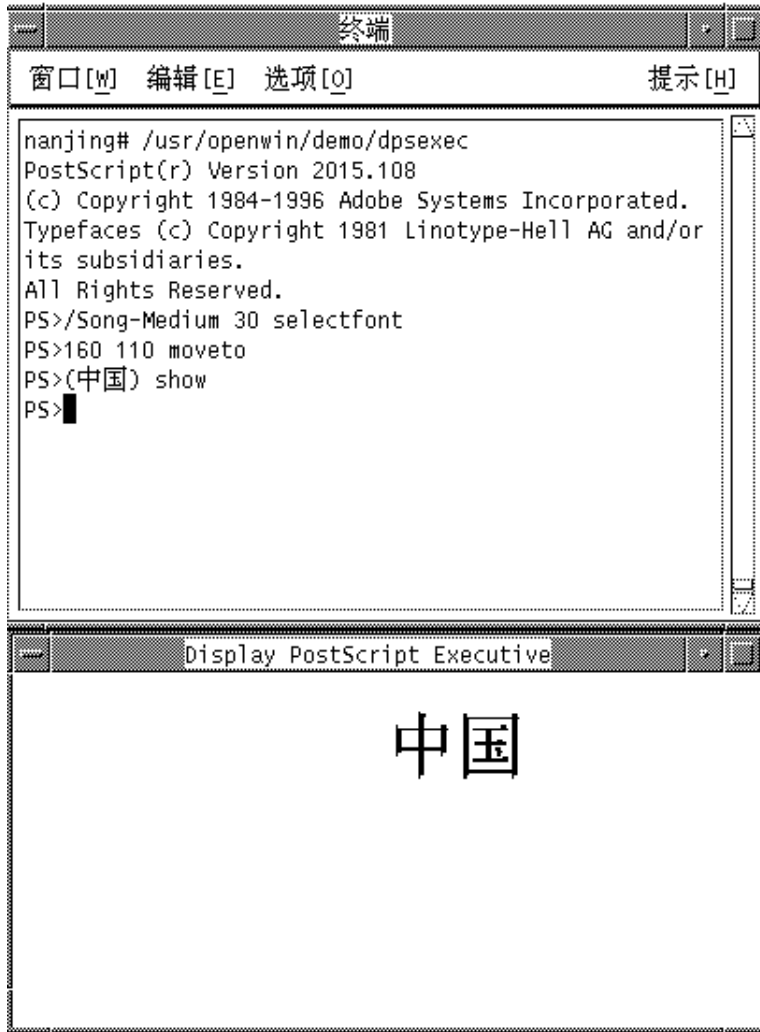 终端
窗口[W] 编辑[E] 选项[O] 提示[H]
nanjing# /usr/openwin/demo/dpsexec
PostScript(r) Version 2015.108
(c) Copyright 1984-1996 Adobe Systems Incorporated.
Typefaces (c) Copyright 1981 Linotype-Hell AG and/or
its subsidiaries.
All Rights Reserved.
PS>/Song-Medium 30 selectfont
PS>160 110 moveto
PS>(中国) show
PS>
Display PostScript Executive
中国